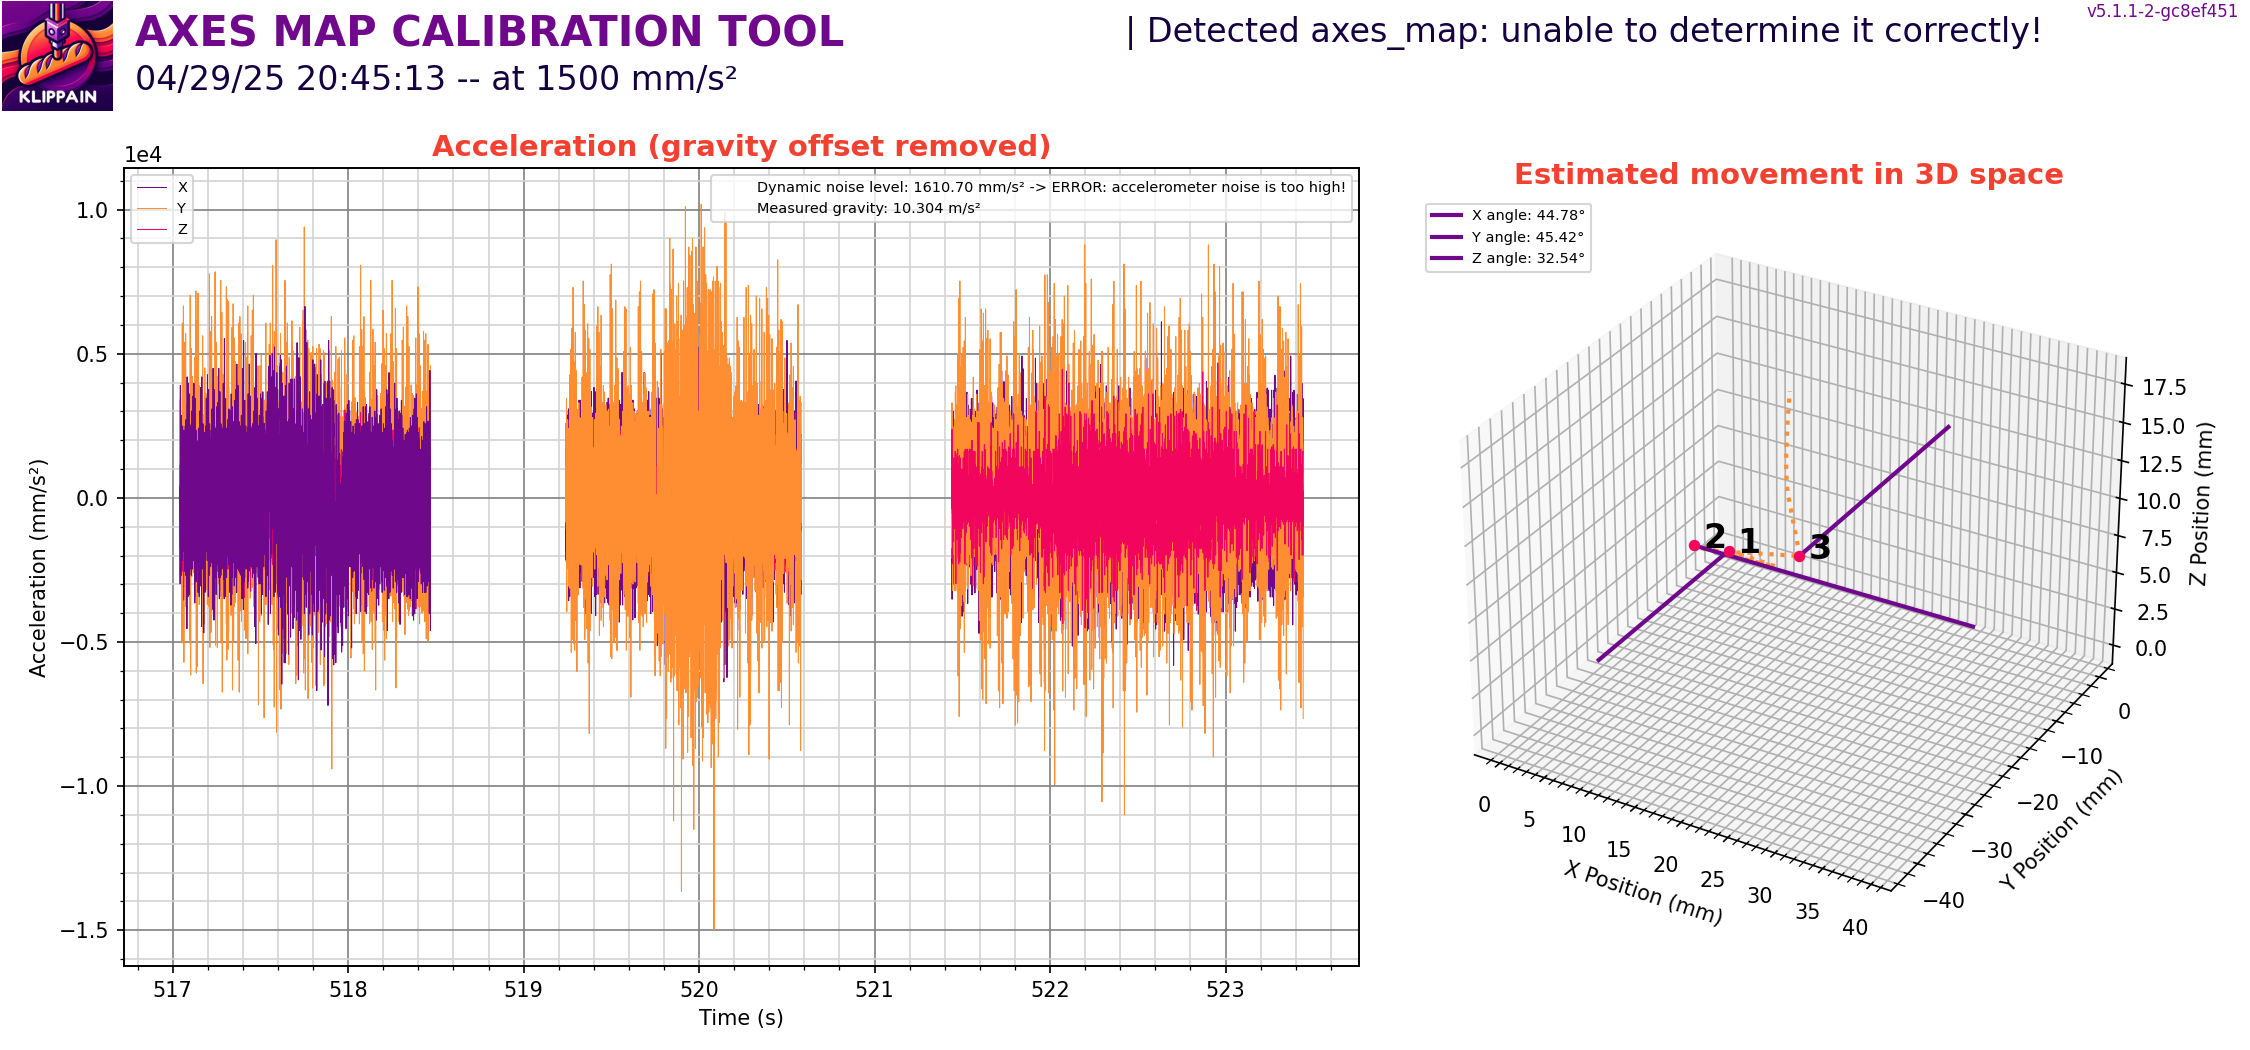 KLIPPAIN
AXES MAP CALIBRATION TOOL
04/29/25 20:45:13 -- at 1500 mm/s²
| Detected axes_map: unable to determine it correctly!
v5.1.1-2-gc8ef451
Acceleration (gravity offset removed)
1e4
X
Y
Z
Dynamic noise level: 1610.70 mm/s² -> ERROR: accelerometer noise is too high!
Measured gravity: 10.304 m/s²
1.0
0.5
0.0
−0.5
−1.0
−1.5
Acceleration (mm/s²)
517
518
519
520
521
522
523
Time (s)
Estimated movement in 3D space
X angle: 44.78°
Y angle: 45.42°
Z angle: 32.54°
2
1
3
17.5
15.0
12.5
10.0
7.5
5.0
2.5
0.0
Z Position (mm)
0
−10
−20
−30
−40
Y Position (mm)
0
5
10
15
20
25
30
35
40
X Position (mm)